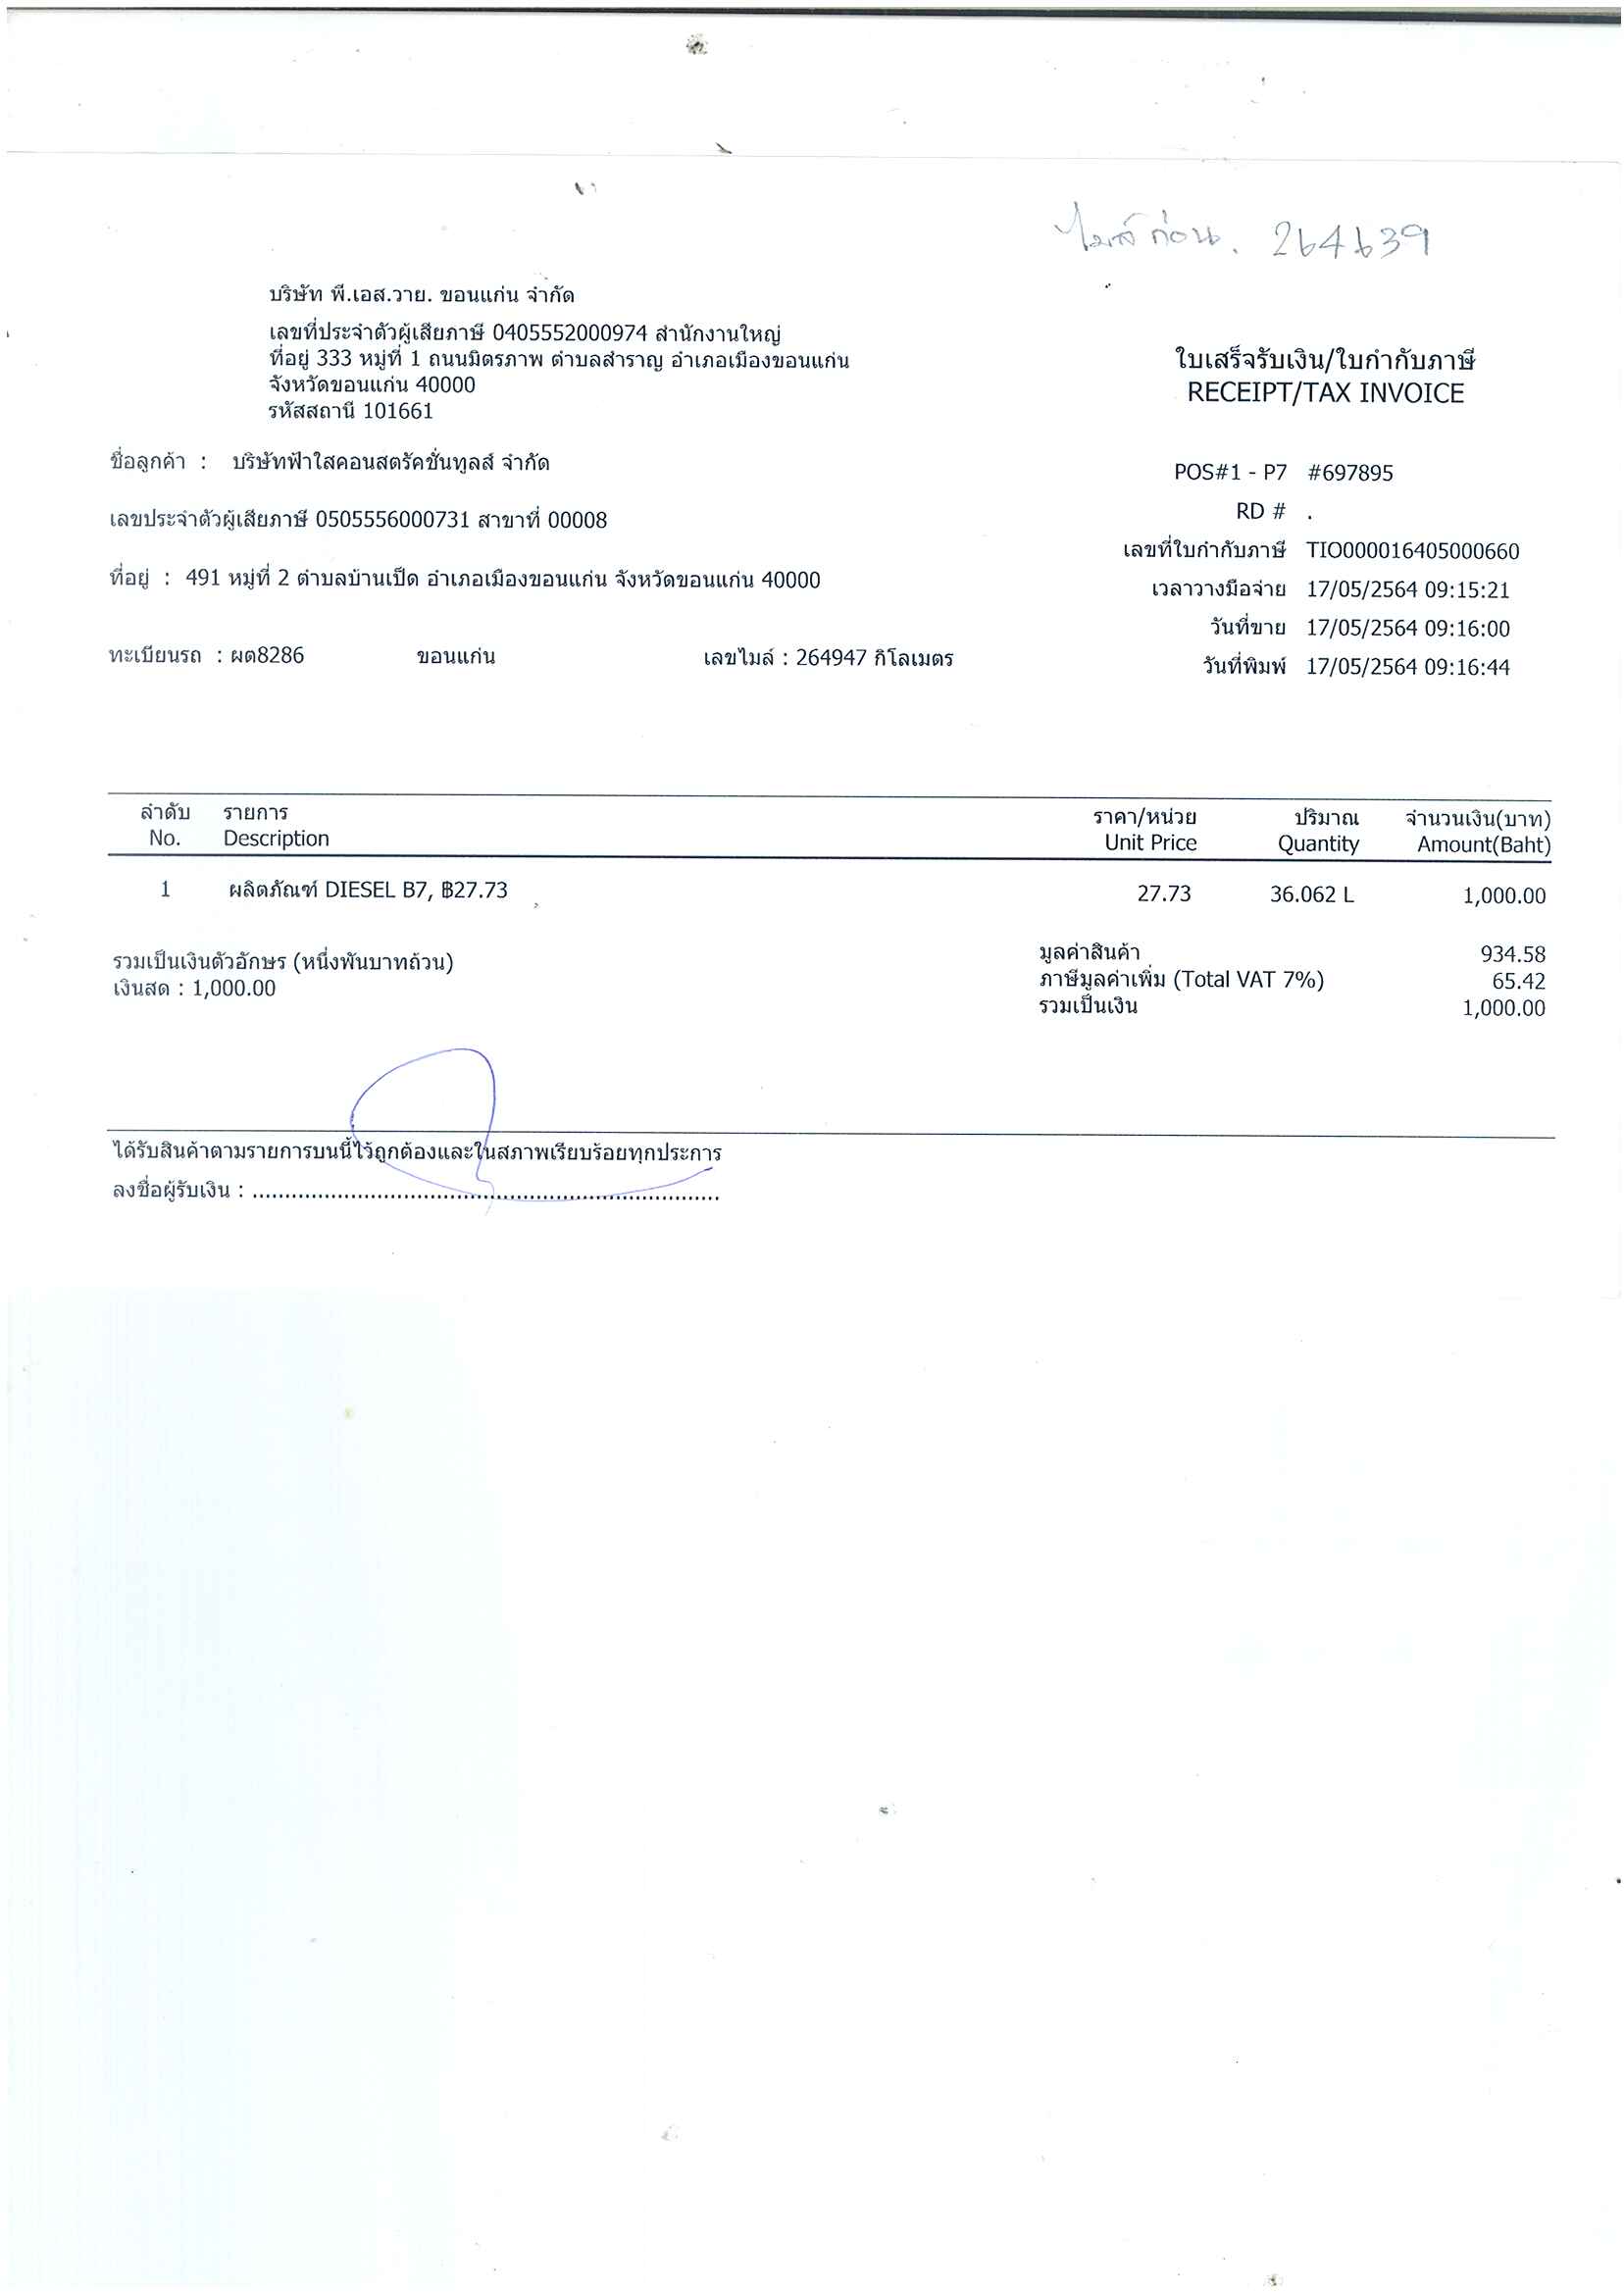 ไมล์ก่อน. 264639
บริษัท พี.เอส.วาย. ขอนแก่น จำกัด
เลขที่ประจำตัวผู้เสียภาษี 0405552000974 สำนักงานใหญ่
ที่อยู่ 333 หมู่ที่ 1 ถนนมิตรภาพ ตำบลสำราญ อำเภอเมืองขอนแก่น
จังหวัดขอนแก่น 40000
รหัสสถานี 101661
ใบเสร็จรับเงิน/ใบกำกับภาษี
RECEIPT/TAX INVOICE
ชื่อลูกค้า : บริษัทฟ้าใสคอนสตรัคชั่นทูลส์ จำกัด
เลขประจำตัวผู้เสียภาษี 0505556000731 สาขาที่ 00008
ที่อยู่ : 491 หมู่ที่ 2 ตำบลบ้านเป็ด อำเภอเมืองขอนแก่น จังหวัดขอนแก่น 40000
ทะเบียนรถ : ผต8286 ขอนแก่น เลขไมล์ : 264947 กิโลเมตร
POS#1 - P7 #697895
RD # .
เลขที่ใบกำกับภาษี TIO000016405000660
เวลาวางมือจ่าย 17/05/2564 09:15:21
วันที่ขาย 17/05/2564 09:16:00
วันที่พิมพ์ 17/05/2564 09:16:44
ลำดับ รายการ ราคา/หน่วย ปริมาณ จำนวนเงิน(บาท)
No. Description Unit Price Quantity Amount(Baht)
1 ผลิตภัณฑ์ DIESEL B7, ฿27.73 27.73 36.062 L 1,000.00
รวมเป็นเงินตัวอักษร (หนึ่งพันบาทถ้วน)
เงินสด : 1,000.00
มูลค่าสินค้า 934.58
ภาษีมูลค่าเพิ่ม (Total VAT 7%) 65.42
รวมเป็นเงิน 1,000.00
ได้รับสินค้าตามรายการบนนี้ไว้ถูกต้องและในสภาพเรียบร้อยทุกประการ
ลงชื่อผู้รับเงิน : ........................................................................